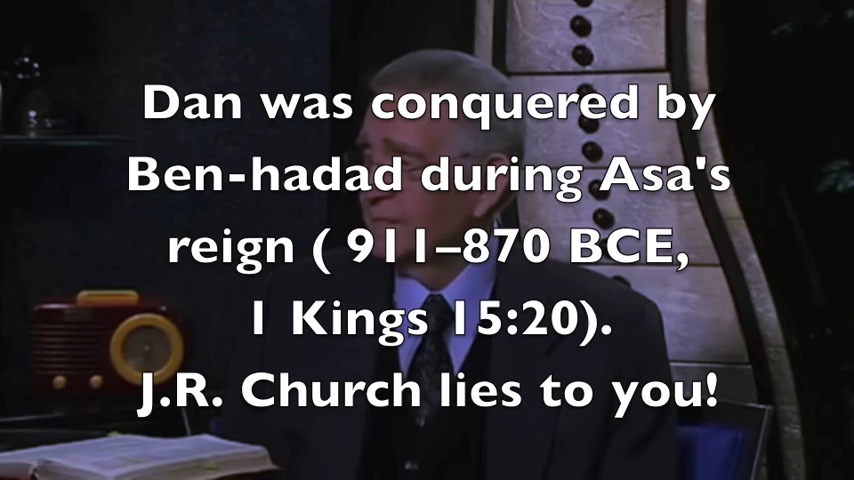 Dan was conquered by
Ben-hadad during Asa's
reign ( 911–870 BCE,
1 Kings 15:20).
J.R. Church lies to you!